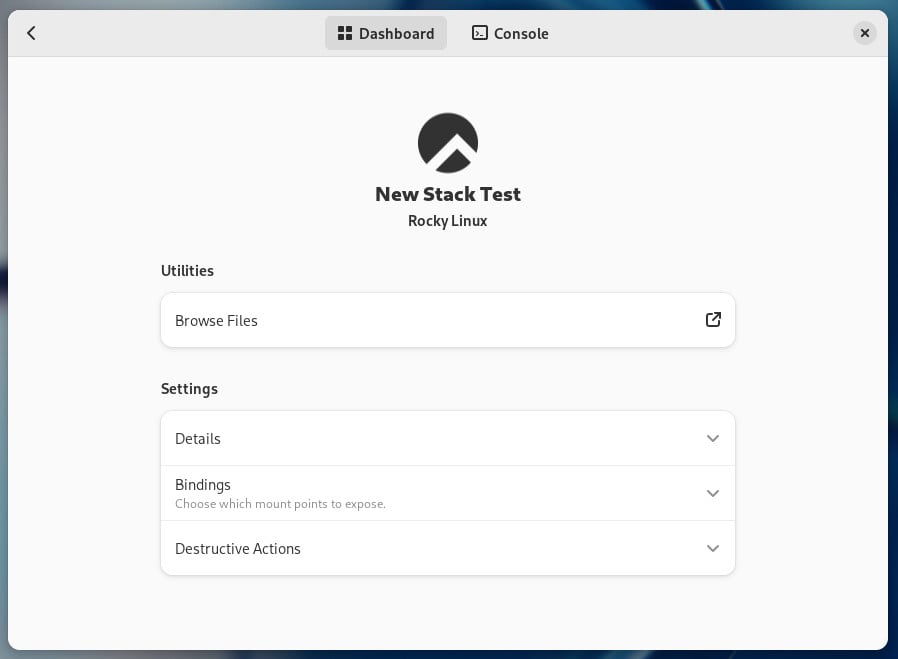 Dashboard
Console
New Stack Test
Rocky Linux
Utilities
Browse Files
Settings
Details
Bindings
Choose which mount points to expose.
Destructive Actions